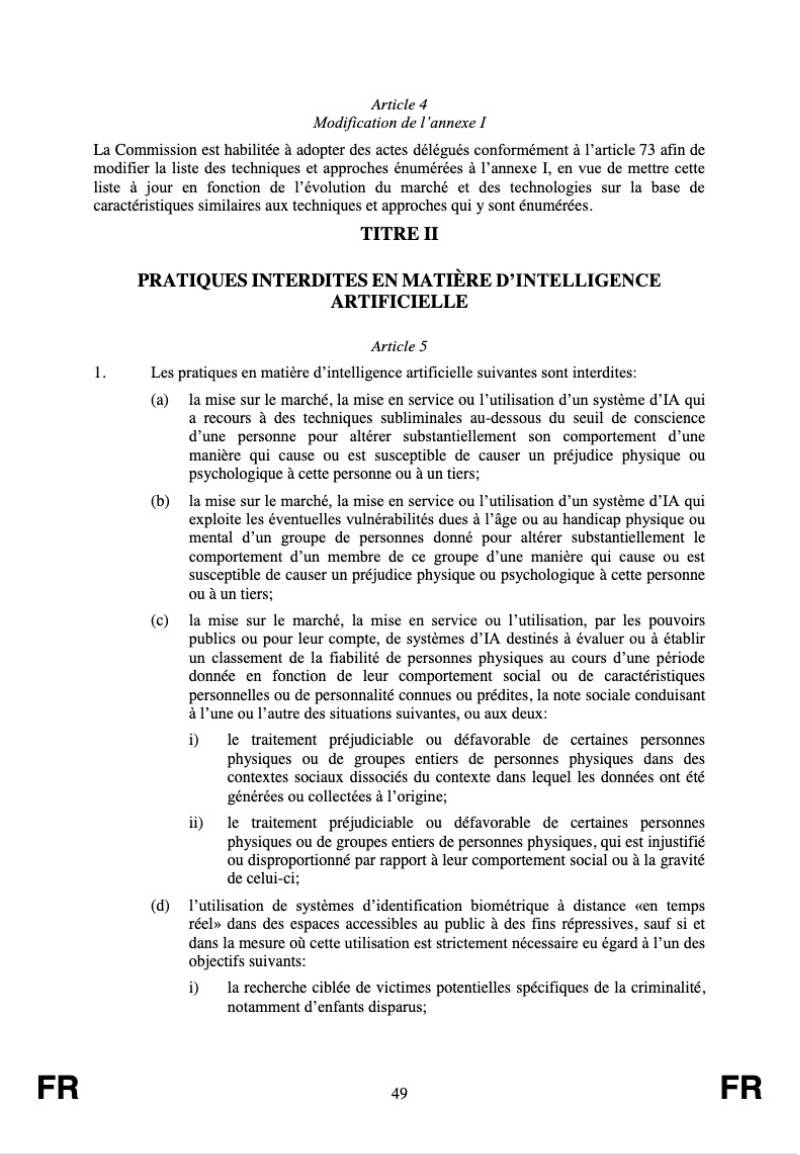 Article 4
Modification de l’annexe I
La Commission est habilitée à adopter des actes délégués conformément à l’article 73 afin de
modifier la liste des techniques et approches énumérées à l’annexe I, en vue de mettre cette
liste à jour en fonction de l’évolution du marché et des technologies sur la base de
caractéristiques similaires aux techniques et approches qui y sont énumérées.
TITRE II
PRATIQUES INTERDITES EN MATIÈRE D’INTELLIGENCE
ARTIFICIELLE
Article 5
1. Les pratiques en matière d’intelligence artificielle suivantes sont interdites:
(a) la mise sur le marché, la mise en service ou l’utilisation d’un système d’IA qui
a recours à des techniques subliminales au-dessous du seuil de conscience
d’une personne pour altérer substantiellement son comportement d’une
manière qui cause ou est susceptible de causer un préjudice physique ou
psychologique à cette personne ou à un tiers;
(b) la mise sur le marché, la mise en service ou l’utilisation d’un système d’IA qui
exploite les éventuelles vulnérabilités dues à l’âge ou au handicap physique ou
mental d’un groupe de personnes donné pour altérer substantiellement le
comportement d’un membre de ce groupe d’une manière qui cause ou est
susceptible de causer un préjudice physique ou psychologique à cette personne
ou à un tiers;
(c) la mise sur le marché, la mise en service ou l’utilisation, par les pouvoirs
publics ou pour leur compte, de systèmes d’IA destinés à évaluer ou à établir
un classement de la fiabilité de personnes physiques au cours d’une période
donnée en fonction de leur comportement social ou de caractéristiques
personnelles ou de personnalité connues ou prédites, la note sociale conduisant
à l’une ou l’autre des situations suivantes, ou aux deux:
i) le traitement préjudiciable ou défavorable de certaines personnes
physiques ou de groupes entiers de personnes physiques dans des
contextes sociaux dissociés du contexte dans lequel les données ont été
générées ou collectées à l’origine;
ii) le traitement préjudiciable ou défavorable de certaines personnes
physiques ou de groupes entiers de personnes physiques, qui est injustifié
ou disproportionné par rapport à leur comportement social ou à la gravité
de celui-ci;
(d) l’utilisation de systèmes d’identification biométrique à distance «en temps
réel» dans des espaces accessibles au public à des fins répressives, sauf si et
dans la mesure où cette utilisation est strictement nécessaire eu égard à l’un des
objectifs suivants:
i) la recherche ciblée de victimes potentielles spécifiques de la criminalité,
notamment d’enfants disparus;
FR 49 FR